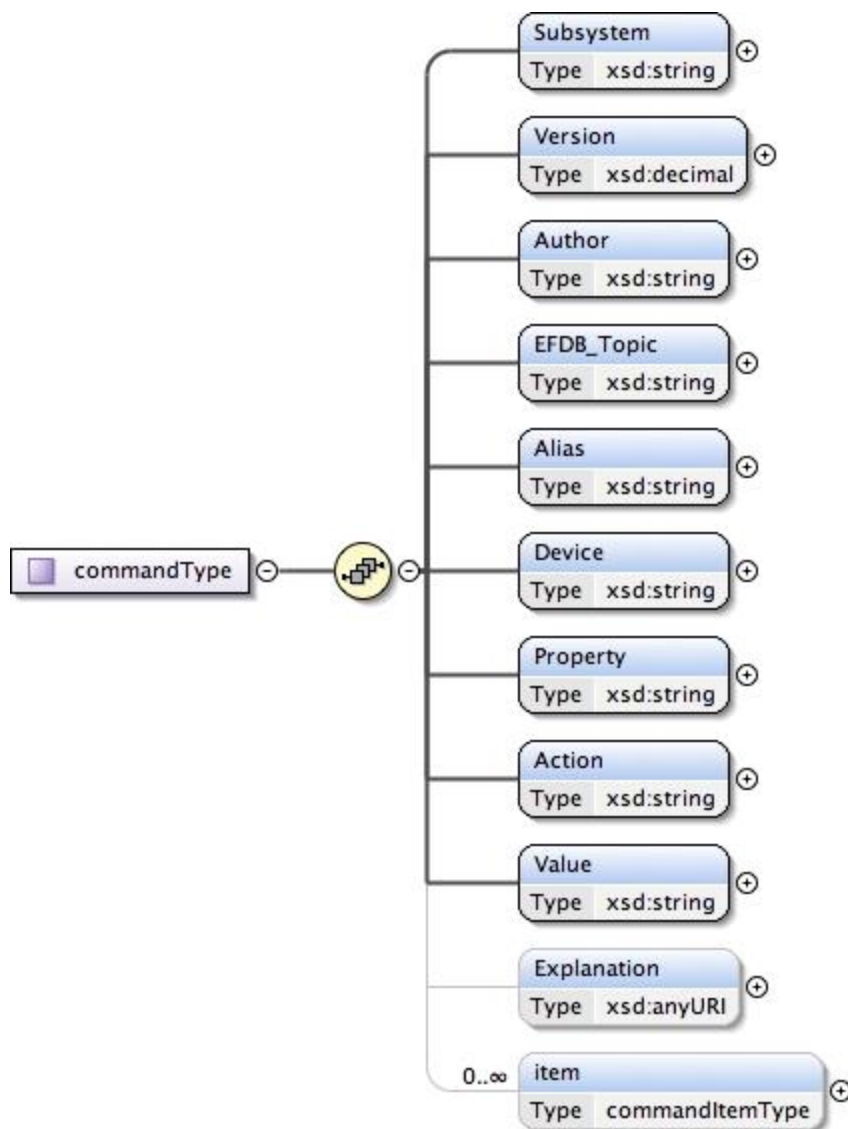 Subsystem
Type xsd:string
Version
Type xsd:decimal
Author
Type xsd:string
EFDB_Topic
Type xsd:string
Alias
Type xsd:string
commandType
Device
Type xsd:string
Property
Type xsd:string
Action
Type xsd:string
Value
Type xsd:string
Explanation
Type xsd:anyURI
0..∞ item
Type commandItemType